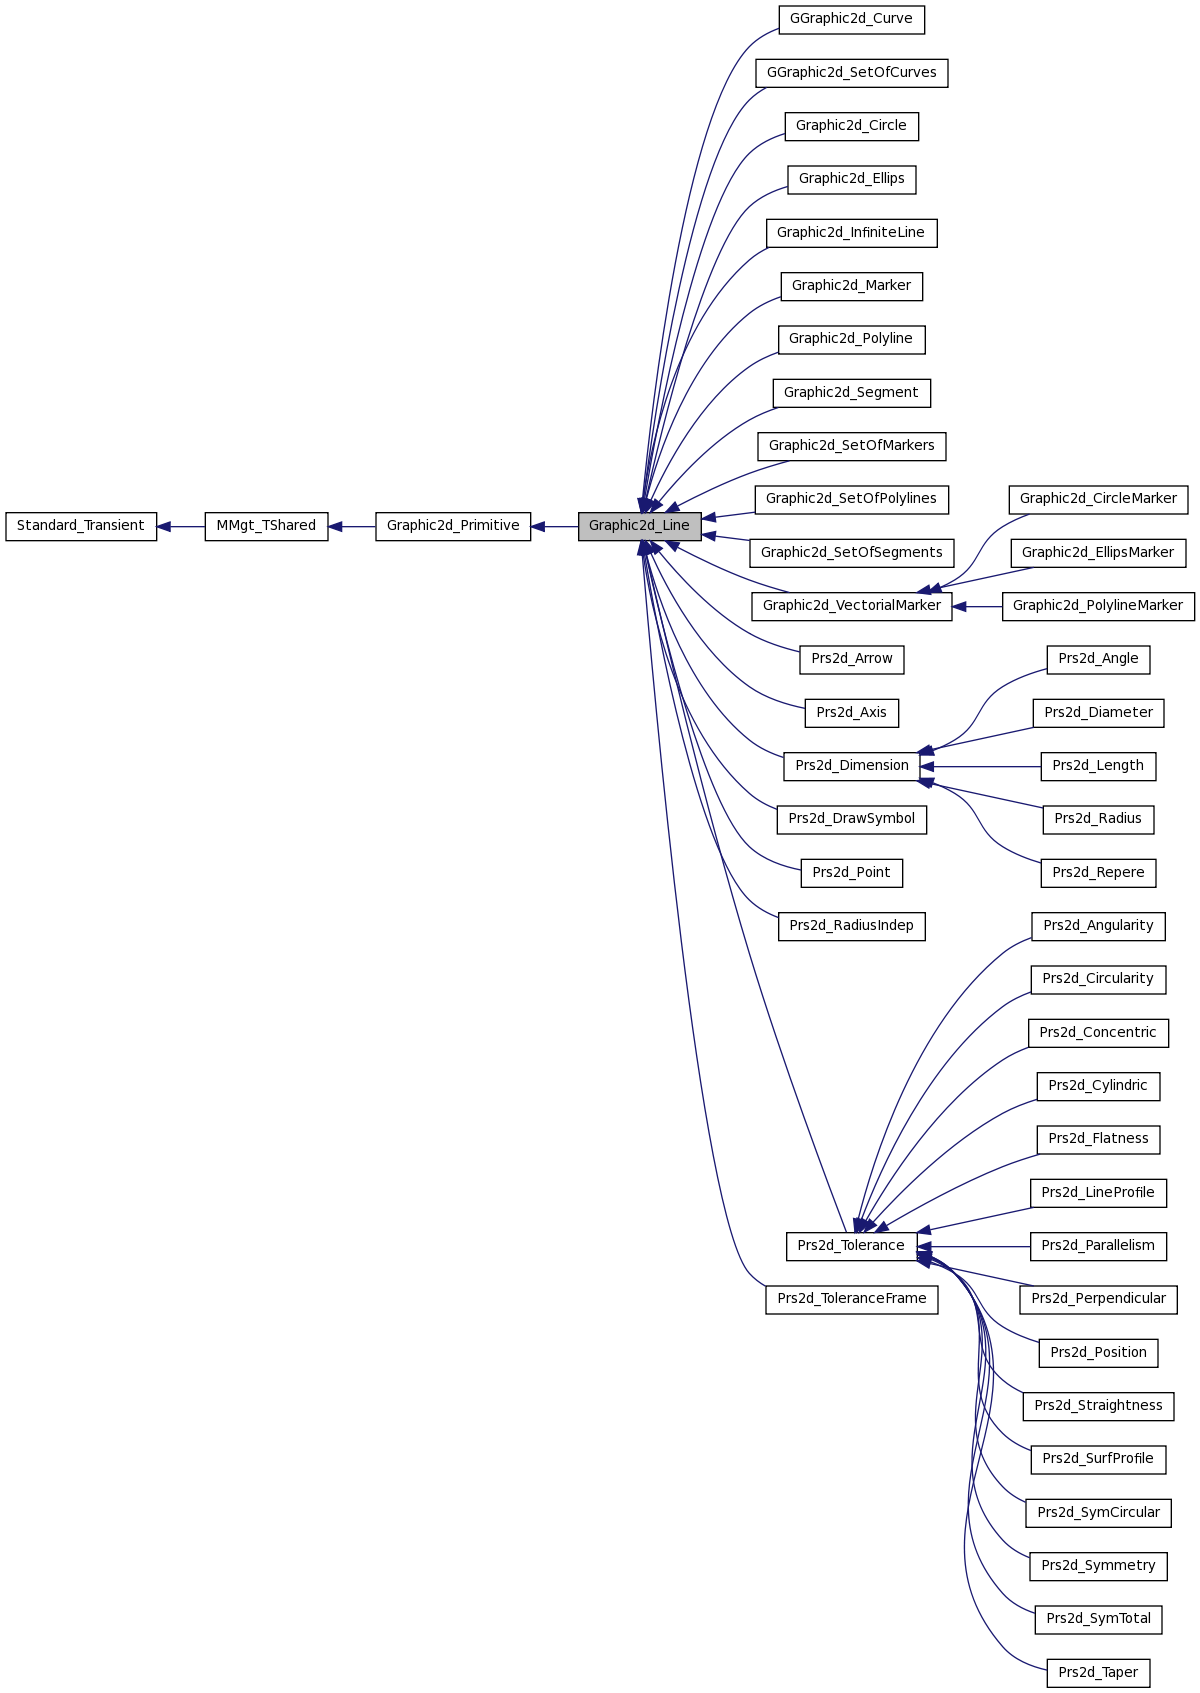 GGraphic2d_Curve
GGraphic2d_SetOfCurves
Graphic2d_Circle
Graphic2d_Ellips
Graphic2d_InfiniteLine
Graphic2d_Marker
Graphic2d_Polyline
Graphic2d_Segment
Graphic2d_SetOfMarkers
Graphic2d_SetOfPolylines
Graphic2d_CircleMarker
Standard_Transient
MMgt_TShared
Graphic2d_Primitive
Graphic2d_Line
Graphic2d_SetOfSegments
Graphic2d_EllipsMarker
Graphic2d_VectorialMarker
Graphic2d_PolylineMarker
Prs2d_Arrow
Prs2d_Angle
Prs2d_Axis
Prs2d_Diameter
Prs2d_Dimension
Prs2d_Length
Prs2d_DrawSymbol
Prs2d_Radius
Prs2d_Point
Prs2d_Repere
Prs2d_RadiusIndep
Prs2d_Angularity
Prs2d_Circularity
Prs2d_Concentric
Prs2d_Cylindric
Prs2d_Flatness
Prs2d_LineProfile
Prs2d_Tolerance
Prs2d_Parallelism
Prs2d_ToleranceFrame
Prs2d_Perpendicular
Prs2d_Position
Prs2d_Straightness
Prs2d_SurfProfile
Prs2d_SymCircular
Prs2d_Symmetry
Prs2d_SymTotal
Prs2d_Taper